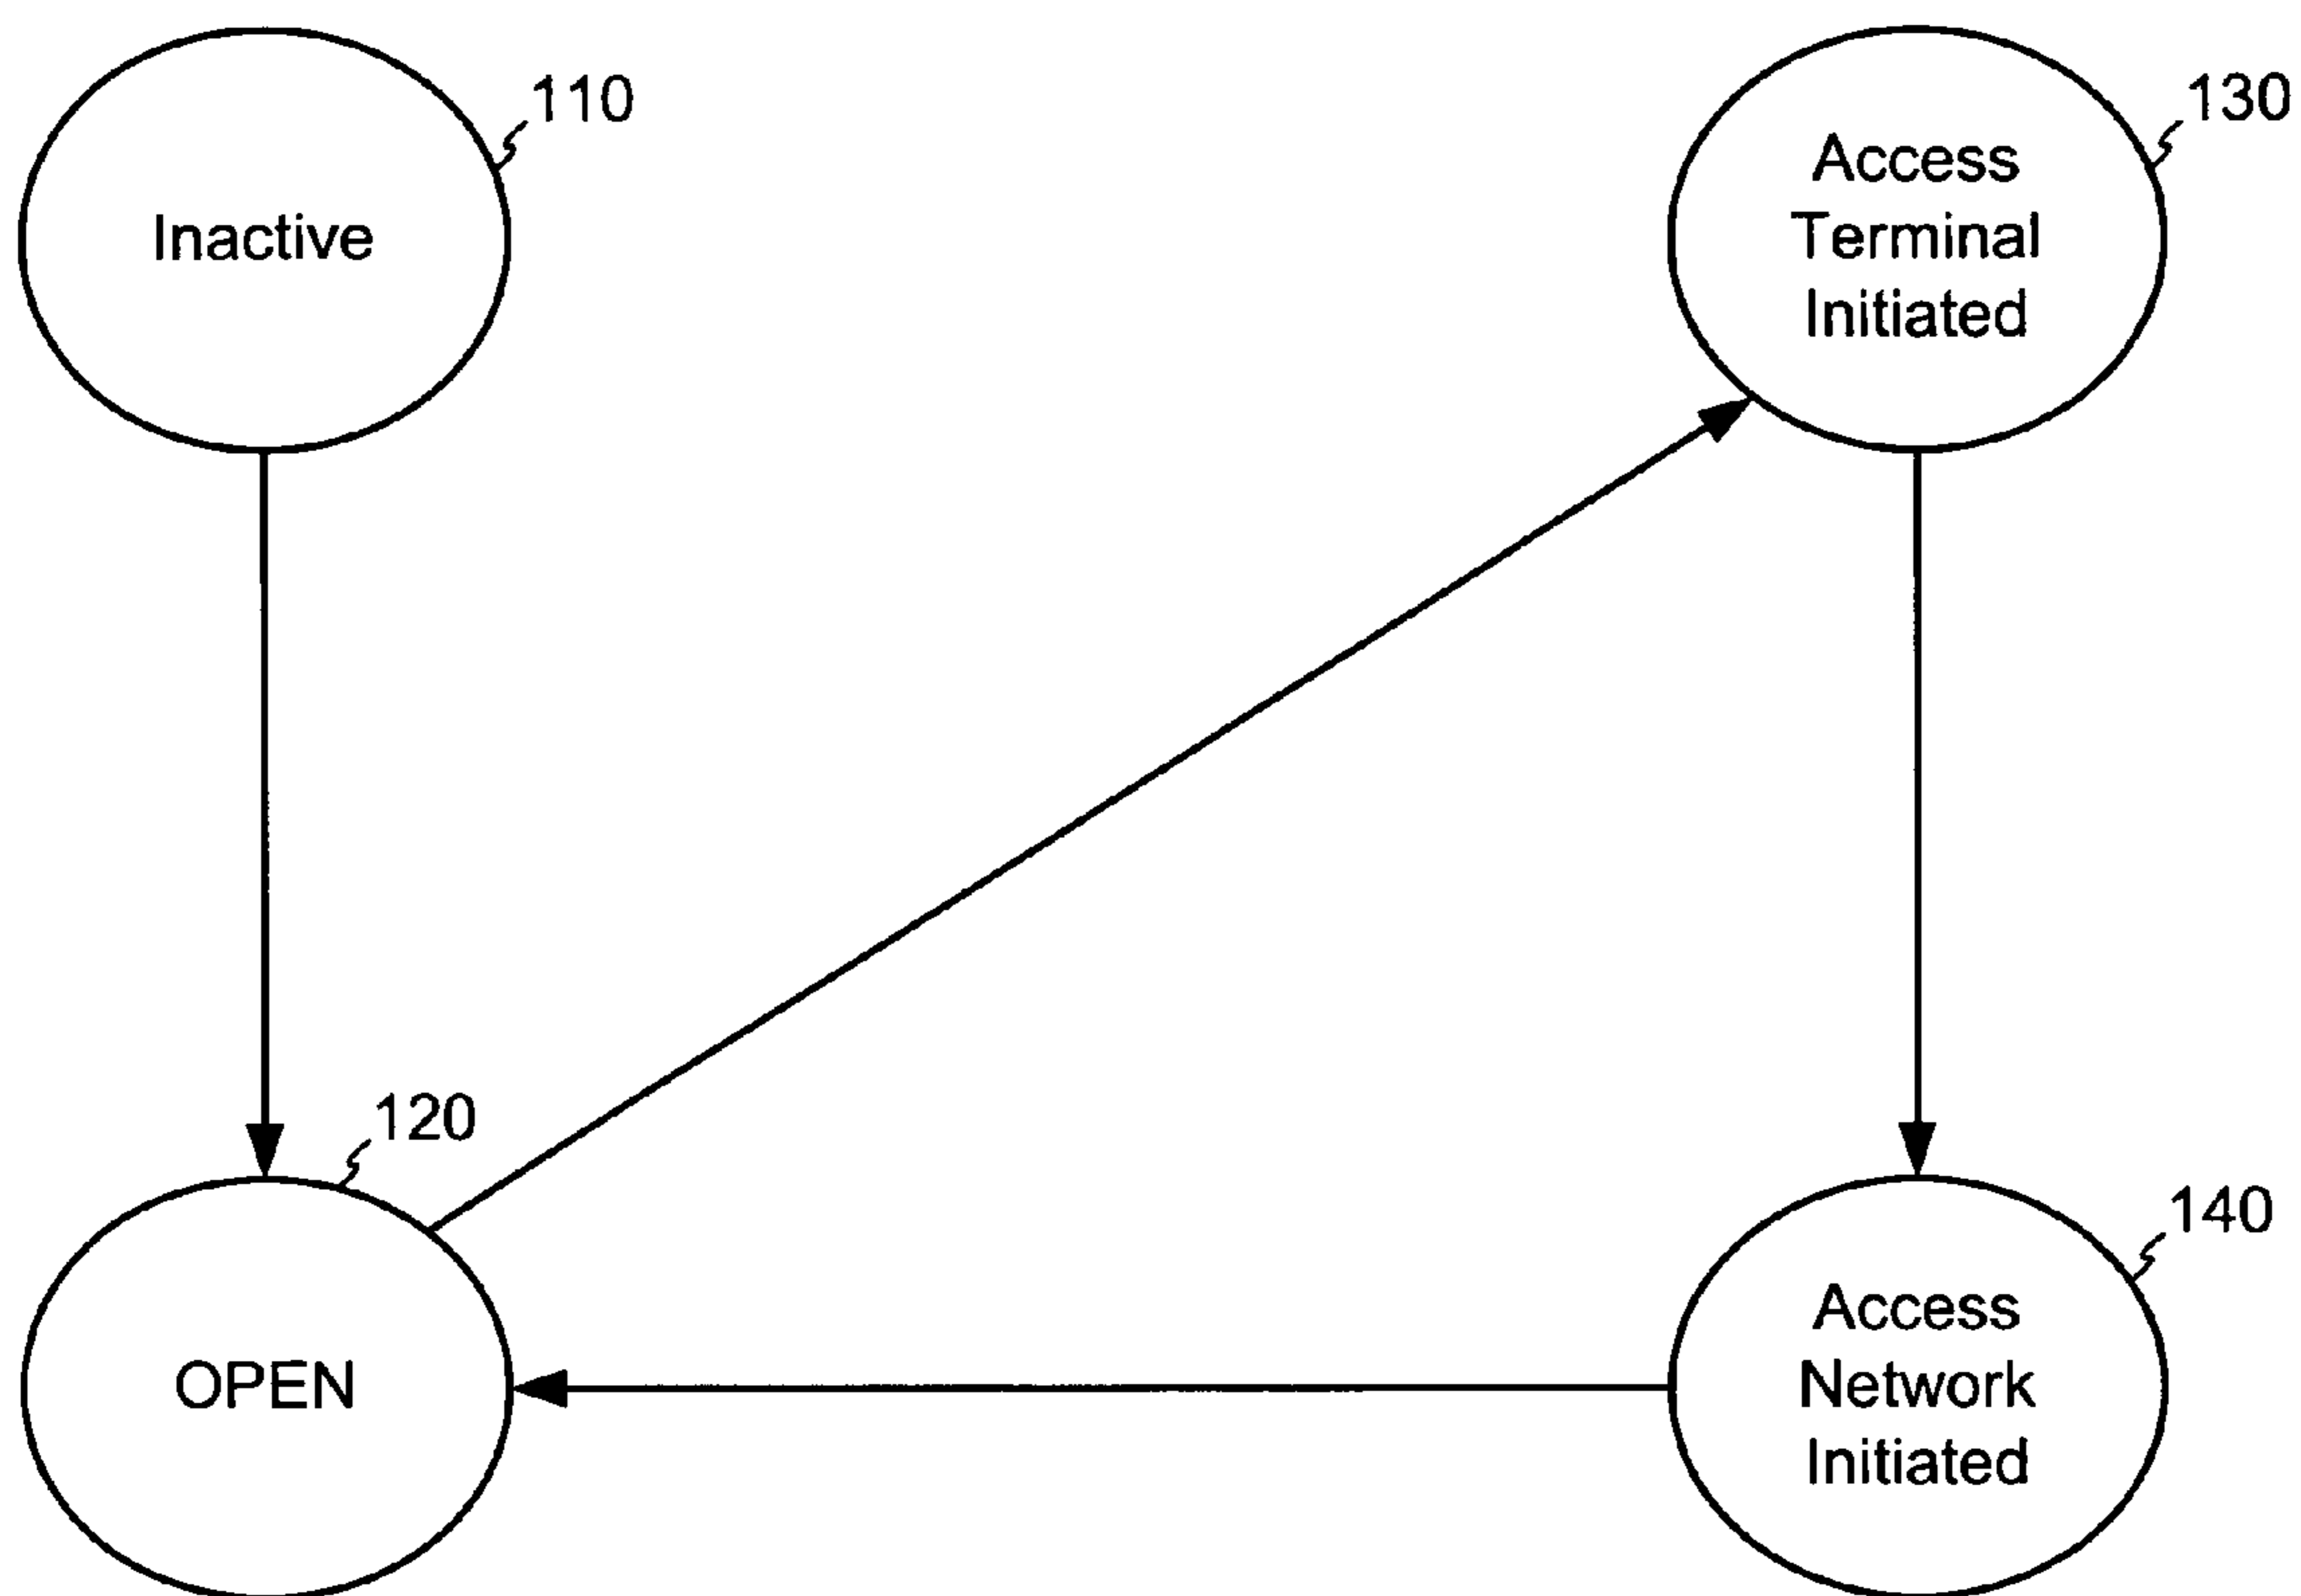 110
Inactive
130
Access
Terminal
Initiated
120
OPEN
140
Access
Network
Initiated